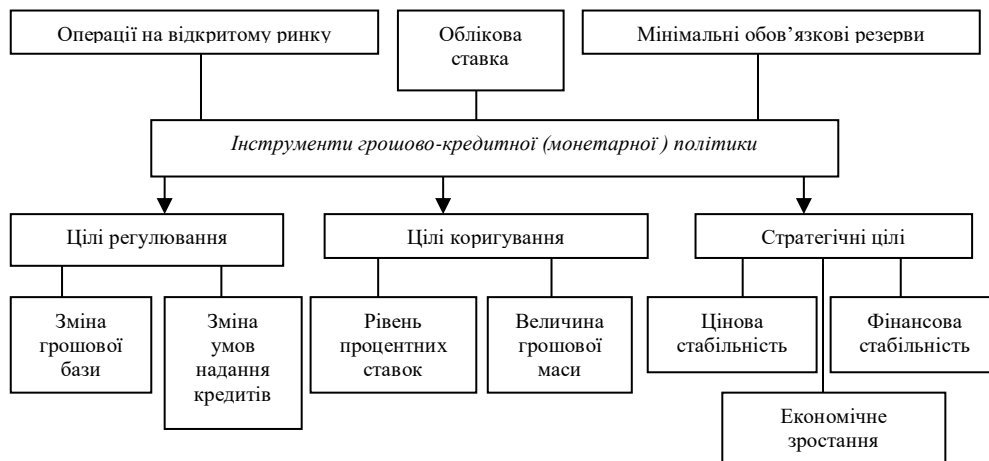 Операції на відкритому ринку
Облікова
ставка
Мінімальні обов’язкові резерви
Інструменти грошово-кредитної (монетарної ) політики
Цілі регулювання
Цілі коригування
Стратегічні цілі
Зміна
грошової
бази
Зміна
умов
надання
кредитів
Рівень
процентних
ставок
Величина
грошової
маси
Цінова
стабільність
Фінансова
стабільність
Економічне
зростання